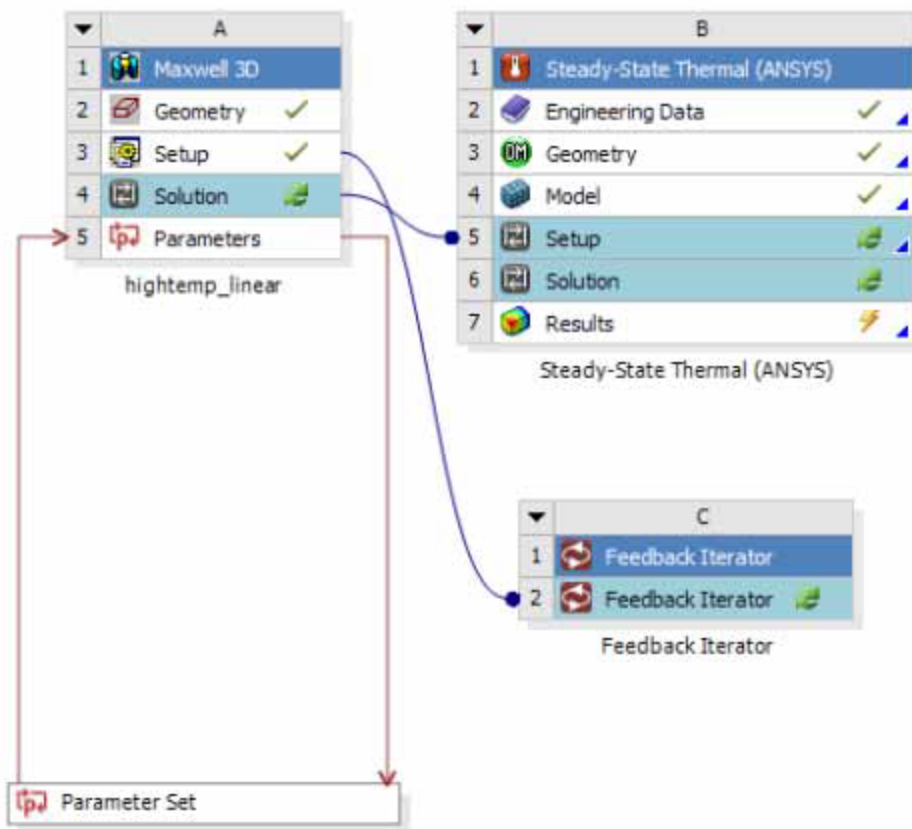 A
1 Maxwell 3D
2 Geometry
3 Setup
4 Solution
5 Parameters
hightemp_linear
B
1 Steady-State Thermal (ANSYS)
2 Engineering Data
3 DM Geometry
4 Model
5 Setup
6 Solution
7 Results
Steady-State Thermal (ANSYS)
C
1 Feedback Iterator
2 Feedback Iterator
Feedback Iterator
Parameter Set